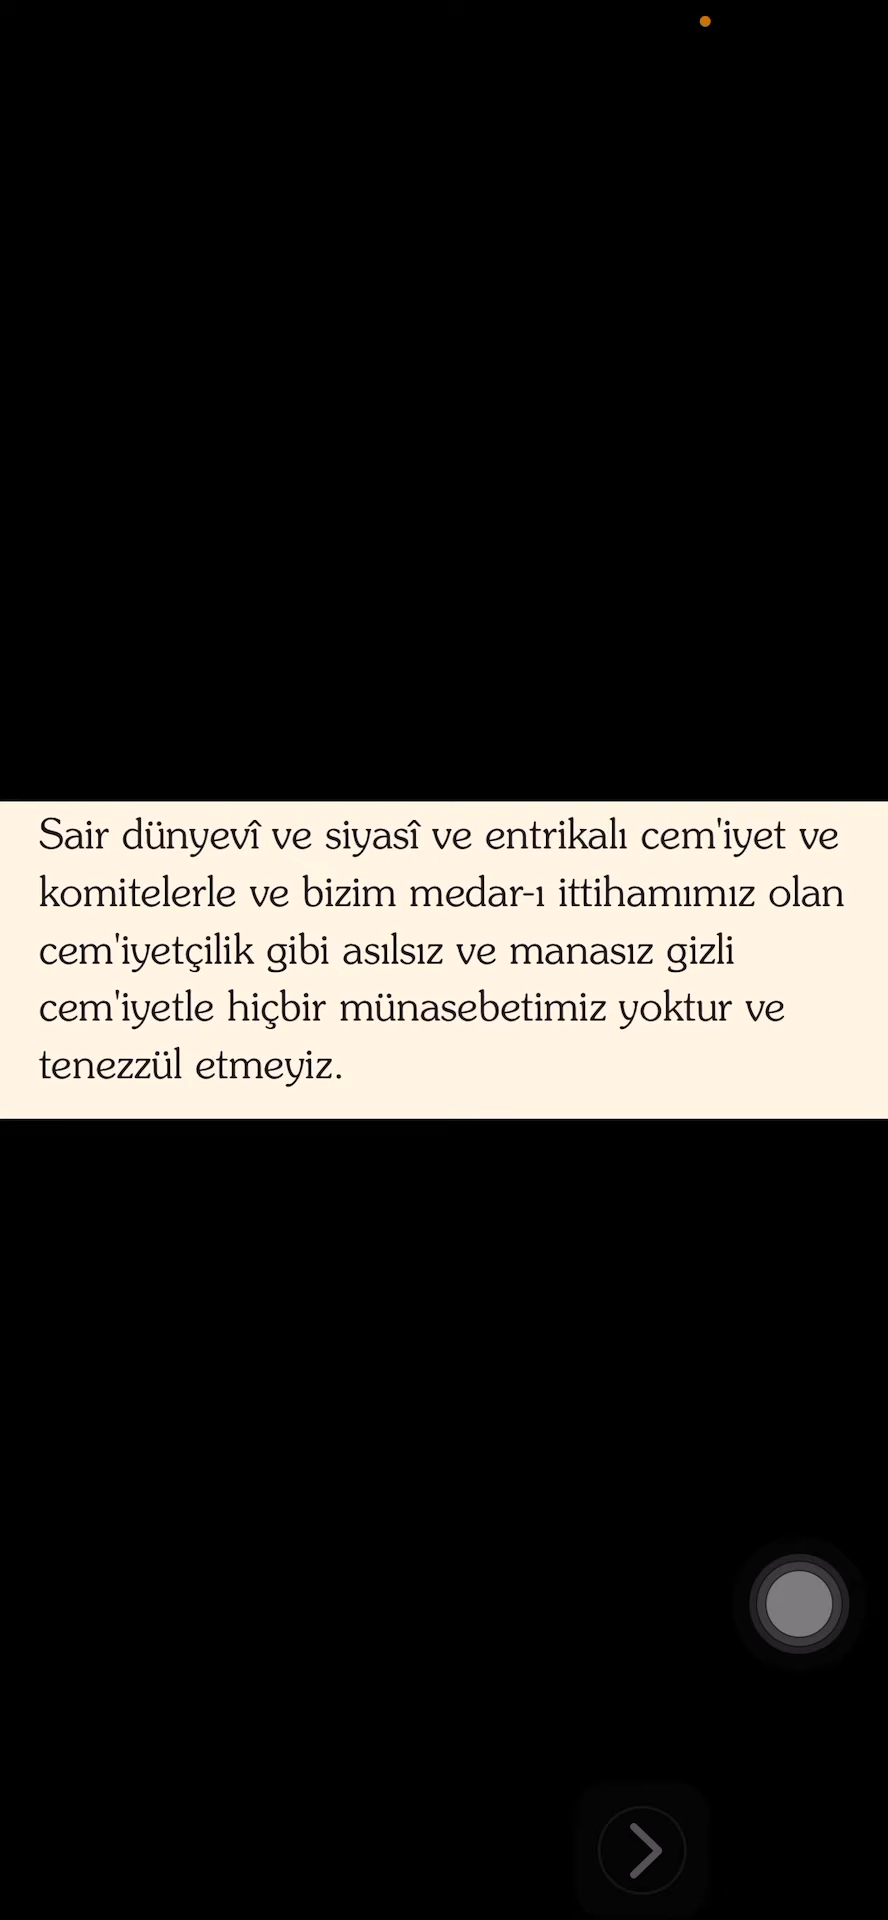 Sair dünyevî ve siyasî ve entrikalı cem'iyet ve
komitelerle ve bizim medar-ı ittihamımız olan
cem'iyetçilik gibi asılsız ve manasız gizli
cem'iyetle hiçbir münasebetimiz yoktur ve
tenezzül etmeyiz.